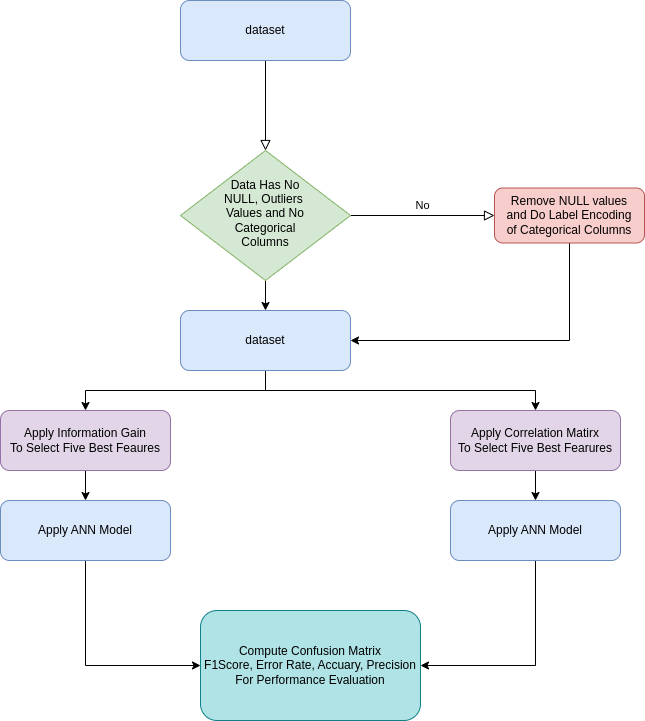 dataset
Data Has No
NULL, Outliers
Values and No
Categorical
Columns
No
Remove NULL values
and Do Label Encoding
of Categorical Columns
dataset
Apply Information Gain
To Select Five Best Feaures
Apply Correlation Matirx
To Select Five Best Fearures
Apply ANN Model
Apply ANN Model
Compute Confusion Matrix
F1Score, Error Rate, Accuary, Precision
For Performance Evaluation